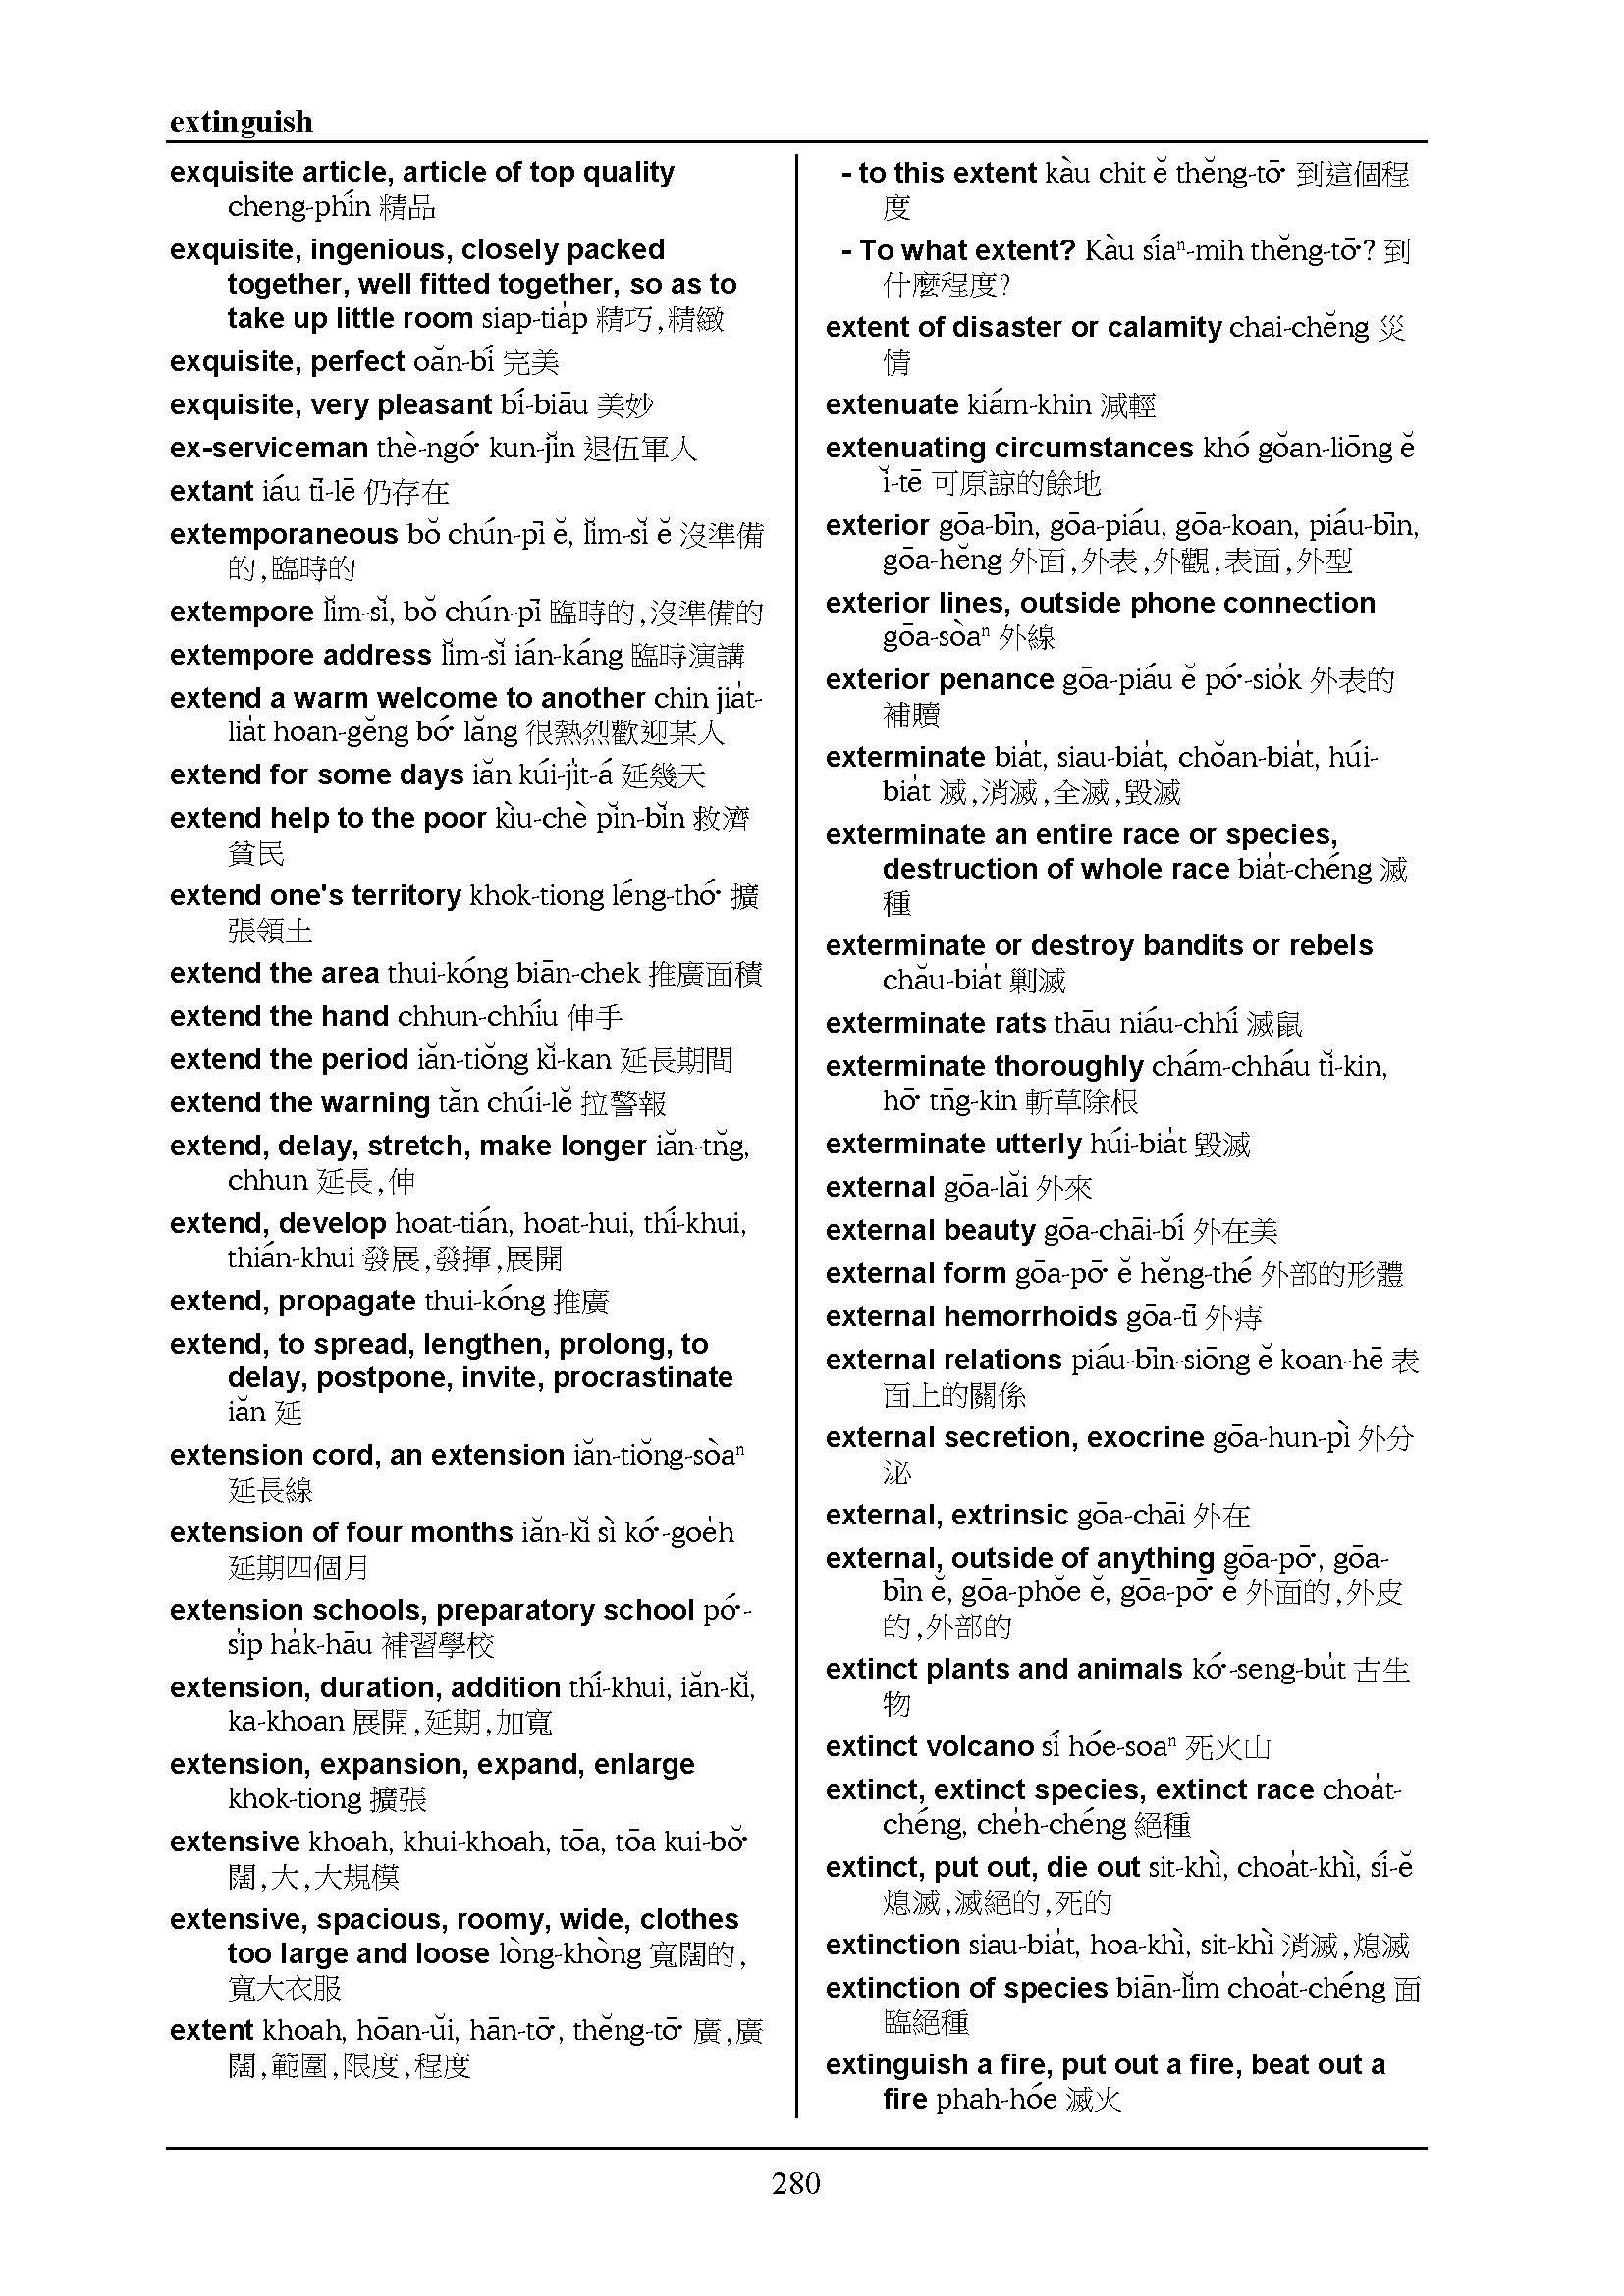 extinguish
exquisite article, article of top quality
cheng-phín 精品
exquisite, ingenious, closely packed
together, well fitted together, so as to
take up little room siap-tia̍p 精巧,精緻
exquisite, perfect oăn-bí 完美
exquisite, very pleasant bí-biāu 美妙
ex-serviceman thè-ngó͘ kun-jĭn 退伍軍人
extant iáu tī-lē 仍存在
extemporaneous bŏ chún-pī ĕ, lĭm-sĭ ĕ 沒準備
的,臨時的
extempore lĭm-sĭ, bŏ chún-pī 臨時的,沒準備的
extempore address lĭm-sĭ ián-káng 臨時演講
extend a warm welcome to another chin jia̍t-
lia̍t hoan-gĕng bó͘ lăng 很熱烈歡迎某人
extend for some days iăn kúi-ji̍t-á 延幾天
extend help to the poor kìu-chè pĭn-bĭn 救濟
貧民
extend one's territory khok-tiong léng-thó͘ 擴
張領土
extend the area thui-kóng biān-chek 推廣面積
extend the hand chhun-chhíu 伸手
extend the period iăn-tiŏng kĭ-kan 延長期間
extend the warning tăn chúi-lĕ 拉警報
extend, delay, stretch, make longer iăn-tn̆g,
chhun 延長,伸
extend, develop hoat-tián, hoat-hui, thí-khui,
thián-khui 發展,發揮,展開
extend, propagate thui-kóng 推廣
extend, to spread, lengthen, prolong, to
delay, postpone, invite, procrastinate
iăn 延
extension cord, an extension iăn-tiŏng-sòaⁿ
延長線
extension of four months iăn-kĭ sì kó͘-goe̍h
延期四個月
extension schools, preparatory school pó͘-
si̍p ha̍k-hāu 補習學校
extension, duration, addition thí-khui, iăn-kĭ,
ka-khoan 展開,延期,加寬
extension, expansion, expand, enlarge
khok-tiong 擴張
extensive khoah, khui-khoah, tōa, tōa kui-bŏ͘
闊,大,大規模
extensive, spacious, roomy, wide, clothes
too large and loose lòng-khòng 寬闊的,
寬大衣服
extent khoah, hōan-ŭi, hān-tō͘, thĕng-tō͘ 廣,廣
闊,範圍,限度,程度
- to this extent kàu chit ĕ thĕng-tō͘ 到這個程
度
- To what extent? Kàu síaⁿ-mih thĕng-tō͘? 到
什麼程度?
extent of disaster or calamity chai-chĕng 災
情
extenuate kiám-khin 減輕
extenuating circumstances khó gŏan-liōng ĕ
ĭ-tē 可原諒的餘地
exterior gōa-bīn, gōa-piáu, gōa-koan, piáu-bīn,
gōa-hĕng 外面,外表,外觀,表面,外型
exterior lines, outside phone connection
gōa-sòaⁿ 外線
exterior penance gōa-piáu ĕ pó͘-sio̍k 外表的
補贖
exterminate bia̍t, siau-bia̍t, chŏan-bia̍t, húi-
bia̍t 滅,消滅,全滅,毀滅
exterminate an entire race or species,
destruction of whole race bia̍t-chéng 滅
種
exterminate or destroy bandits or rebels
chău-bia̍t 剿滅
exterminate rats thāu niáu-chhí 滅鼠
exterminate thoroughly chám-chháu tĭ-kin,
hō͘ tn̄g-kin 斬草除根
exterminate utterly húi-bia̍t 毀滅
external gōa-lăi 外來
external beauty gōa-chāi-bí 外在美
external form gōa-pō͘ ĕ hĕng-thé 外部的形體
external hemorrhoids gōa-tī 外痔
external relations piáu-bīn-siōng ĕ koan-hē 表
面上的關係
external secretion, exocrine gōa-hun-pì 外分
泌
external, extrinsic gōa-chāi 外在
external, outside of anything gōa-pō͘, gōa-
bīn ĕ, gōa-phŏe ĕ, gōa-pō͘ ĕ 外面的,外皮
的,外部的
extinct plants and animals kó͘-seng-bu̍t 古生
物
extinct volcano sí hóe-soaⁿ 死火山
extinct, extinct species, extinct race choa̍t-
chéng, che̍h-chéng 絕種
extinct, put out, die out sit-khì, choa̍t-khì, sí-ĕ
熄滅,滅絕的,死的
extinction siau-bia̍t, hoa-khì, sit-khì 消滅,熄滅
extinction of species biān-lĭm choa̍t-chéng 面
臨絕種
extinguish a fire, put out a fire, beat out a
fire phah-hóe 滅火
280